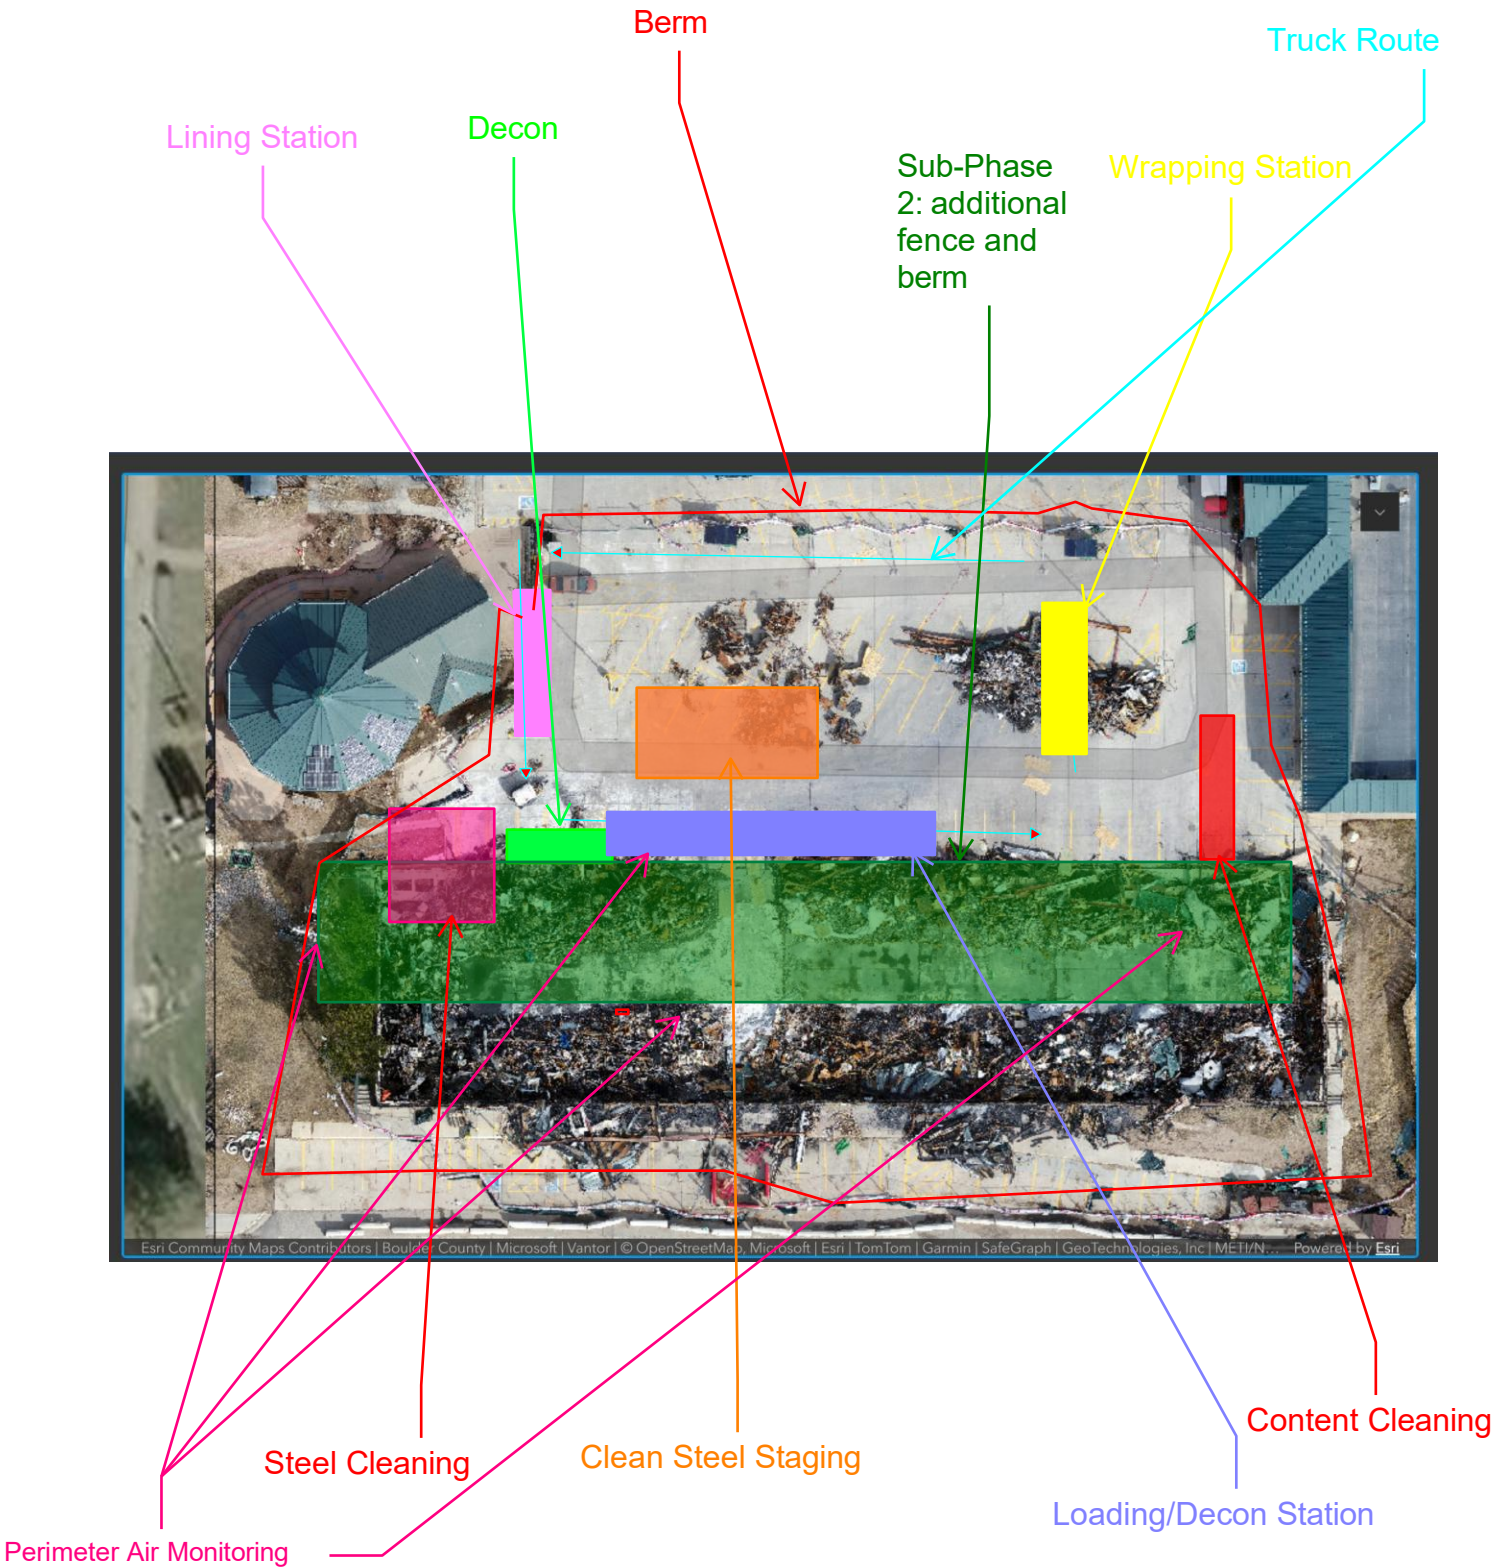 Berm
Truck Route
Decon
Lining Station
Sub-Phase
2: additional
fence and
berm
Wrapping Station
Esri Community Maps Contributors | Boulder County | Microsoft | Vantor | © OpenStreetMap, Microsoft | Esri | TomTom | Garmin | SafeGraph | GeoTechnologies, Inc | METI/N... Powered by Esri
Content Cleaning
Steel Cleaning
Clean Steel Staging
Loading/Decon Station
Perimeter Air Monitoring